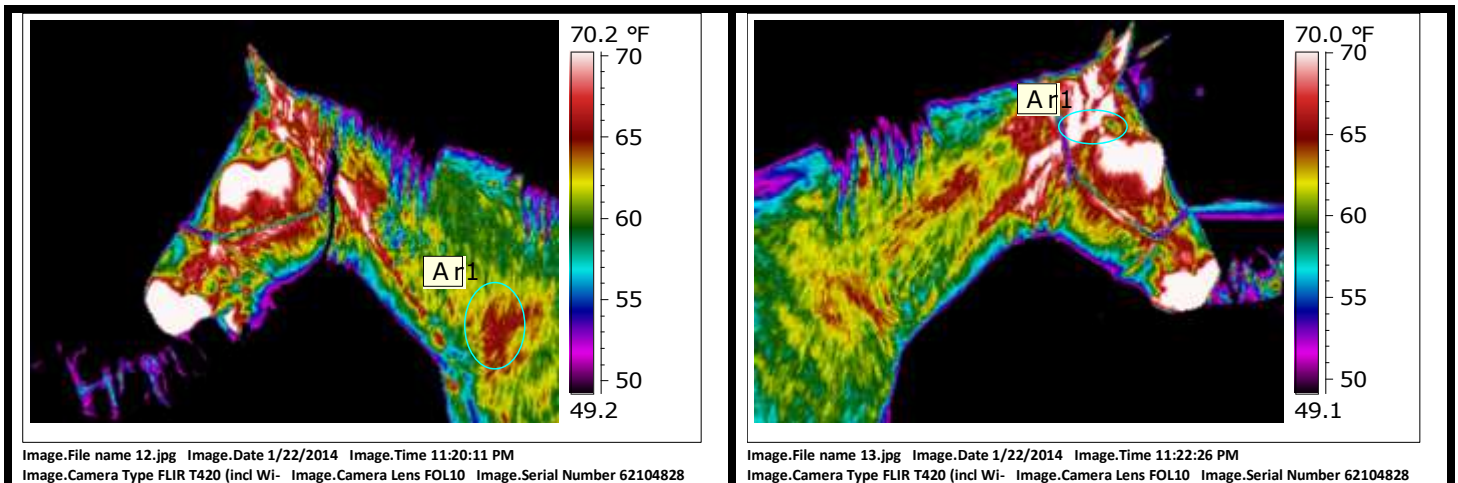 70.2 °F
70
65
60
55
50
49.2
Ar1
Image.File name 12.jpg Image.Date 1/22/2014 Image.Time 11:20:11 PM
Image.Camera Type FLIR T420 (incl Wi- Image.Camera Lens FOL10 Image.Serial Number 62104828
70.0 °F
70
65
60
55
50
49.1
Ar1
Image.File name 13.jpg Image.Date 1/22/2014 Image.Time 11:22:26 PM
Image.Camera Type FLIR T420 (incl Wi- Image.Camera Lens FOL10 Image.Serial Number 62104828